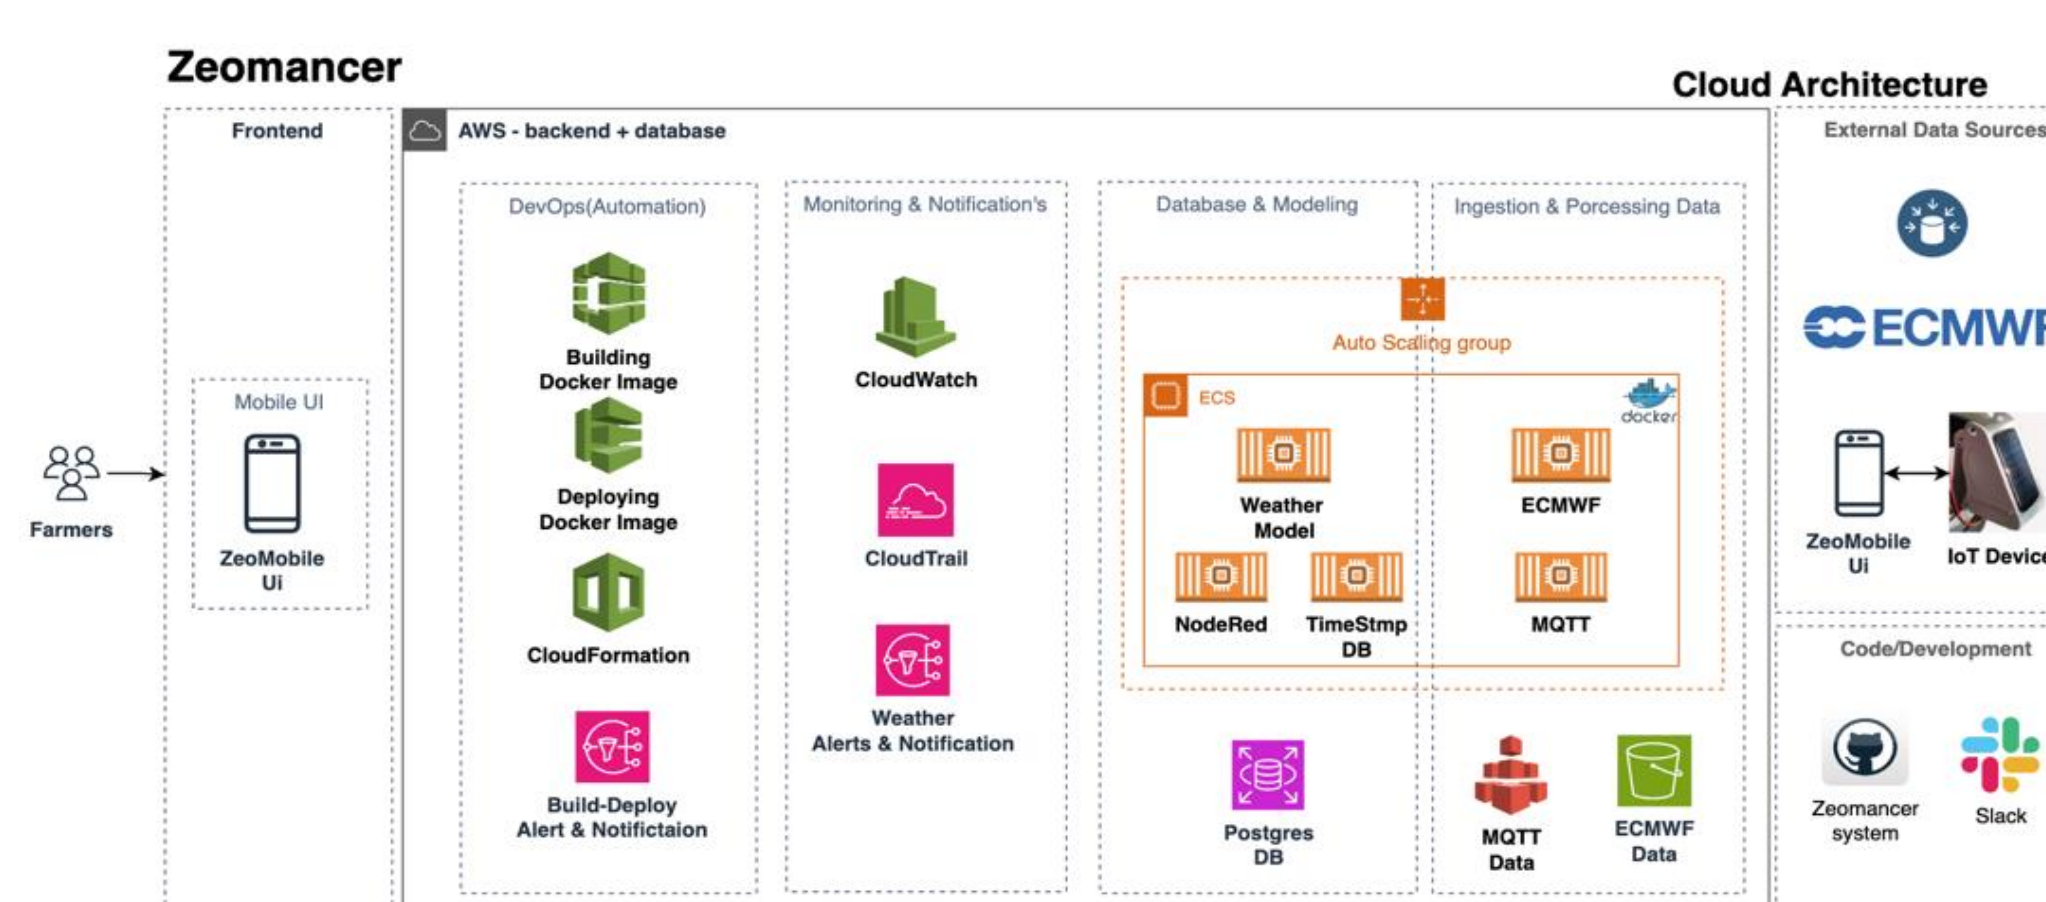 Zeomancer
Cloud Architecture
Frontend
AWS - backend + database
External Data Sources
DevOps(Automation)
Monitoring & Notification's
Database & Modeling
Ingestion & Porcessing Data
Building
Docker Image
CloudWatch
Auto Scaling group
ECMWF
ECS
docker
Mobile UI
Farmers
ZeoMobile
Ui
Deploying
Docker Image
CloudTrail
Weather
Model
ECMWF
NodeRed
TimeStmp
DB
MQTT
ZeoMobile
Ui
IoT Device
CloudFormation
Weather
Alerts & Notification
Code/Development
Build-Deploy
Alert & Notifictaion
Postgres
DB
MQTT
Data
ECMWF
Data
Zeomancer
system
Slack